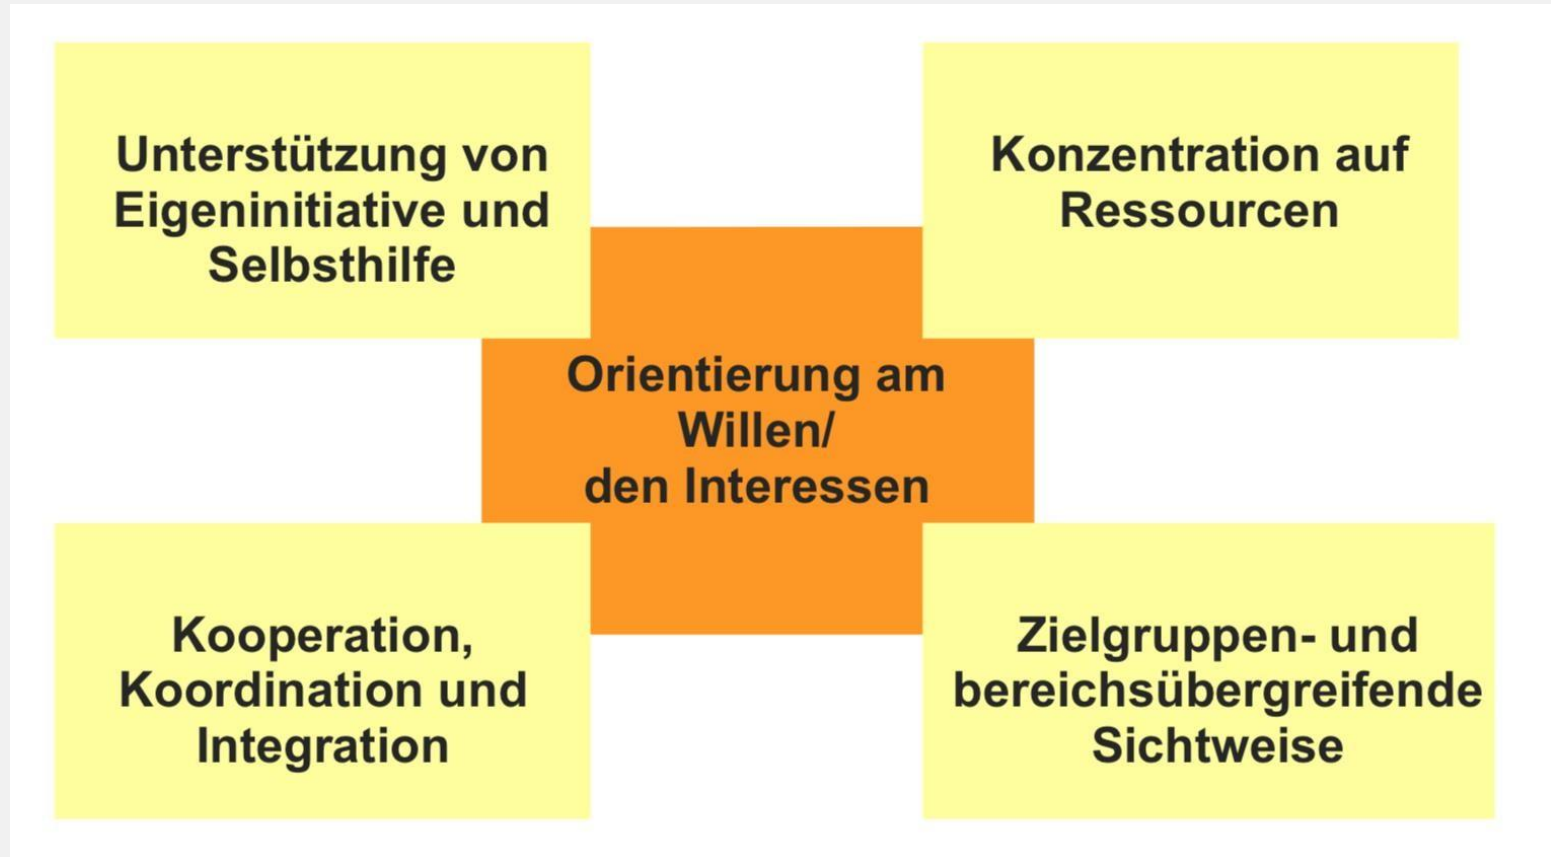 Unterstützung von
Eigeninitiative und
Selbsthilfe
Konzentration auf
Ressourcen
Orientierung am
Willen/
den Interessen
Kooperation,
Koordination und
Integration
Zielgruppen- und
bereichsübergreifende
Sichtweise